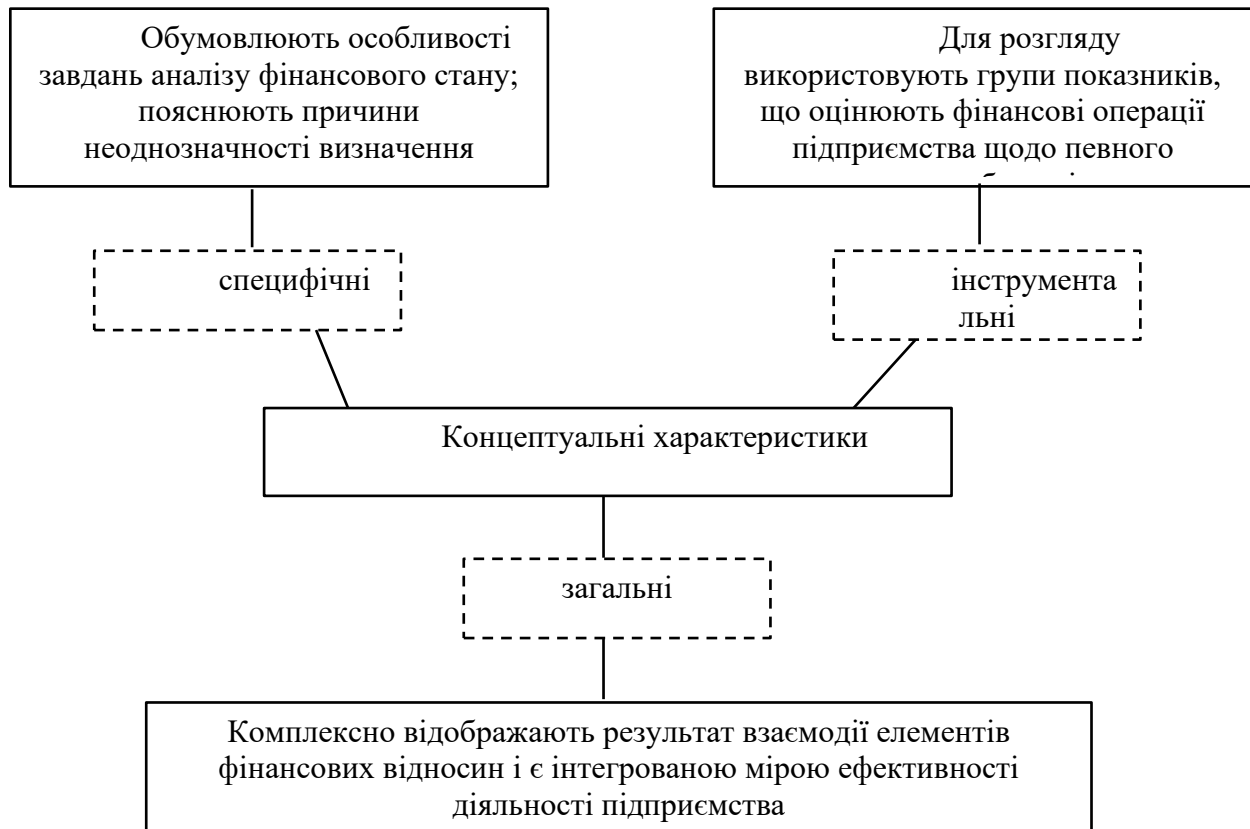 Обумовлюють особливості
завдань аналізу фінансового стану;
пояснюють причини
неоднозначності визначення
Для розгляду
використовують групи показників,
що оцінюють фінансові операції
підприємства щодо певного
специфічні
інструмента
льні
Концептуальні характеристики
загальні
Комплексно відображають результат взаємодії елементів
фінансових відносин і є інтегрованою мірою ефективності
діяльності підприємства